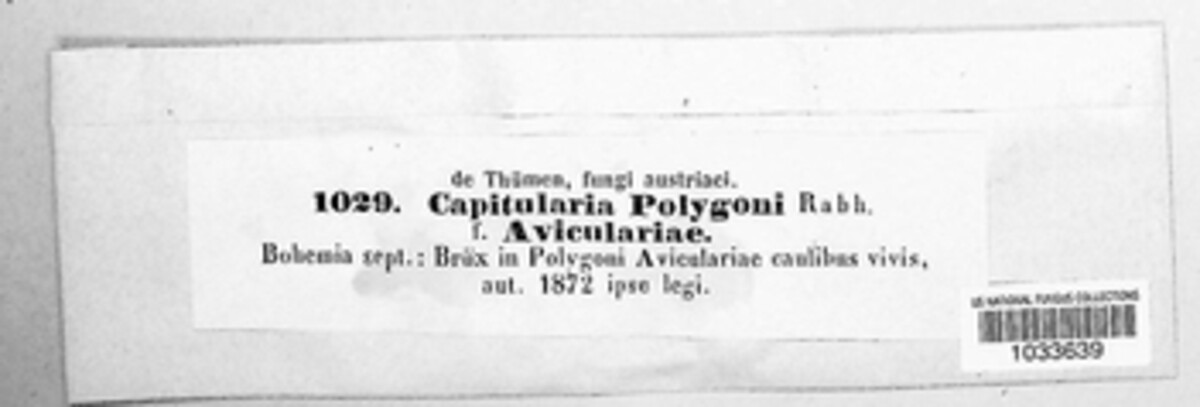 de Thümen, fungi austriaci.
1029. Capitularia Polygoni Rabh.
f. Aviculariae.
Bohemia sept.: Brüx in Polygoni Aviculariae caulibus vivis,
aut. 1872 ipse legi.
US NATIONAL FUNGUS COLLECTIONS
1033639